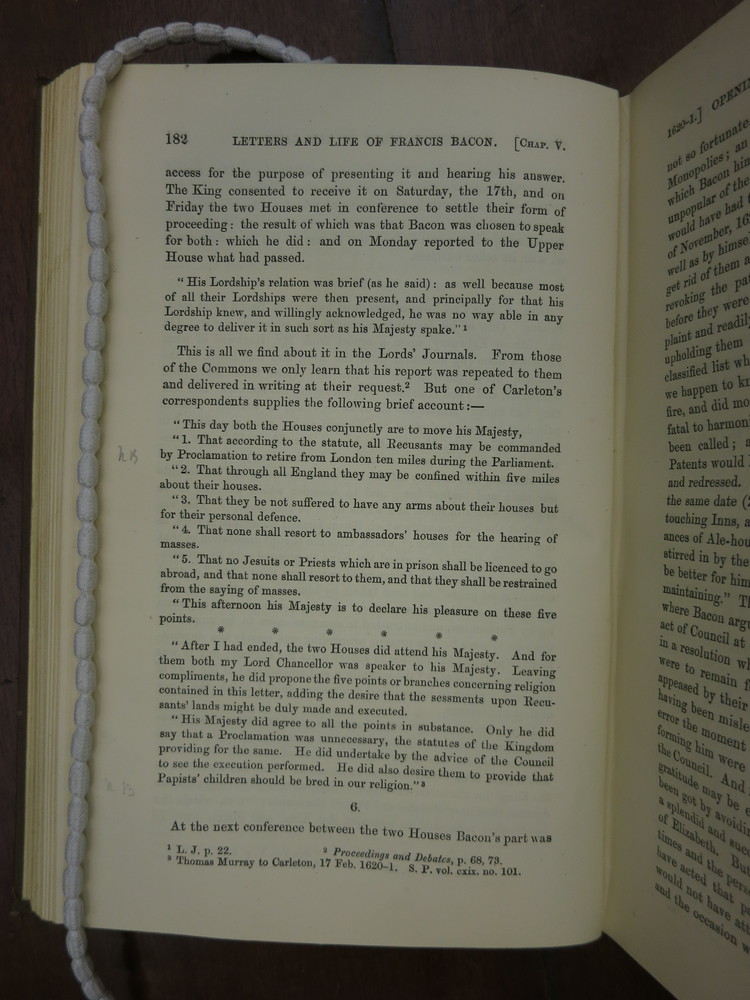 182 LETTERS AND LIFE OF FRANCIS BACON. [CHAP. V.
access for the purpose of presenting it and hearing his answer.
The King consented to receive it on Saturday, the 17th, and on
Friday the two Houses met in conference to settle their form of
proceeding: the result of which was that Bacon was chosen to speak
for both: which he did: and on Monday reported to the Upper
House what had passed.
"His Lordship's relation was brief (as he said): as well because most
of all their Lordships were then present, and principally for that his
Lordship knew, and willingly acknowledged, he was no way able in any
degree to deliver it in such sort as his Majesty spake."1
This is all we find about it in the Lords' Journals. From those
of the Commons we only learn that his report was repeated to them
and delivered in writing at their request.2 But one of Carleton's
correspondents supplies the following brief account:—
"This day both the Houses conjunctly are to move his Majesty,
"1. That according to the statute, all Recusants may be commanded
by Proclamation to retire from London ten miles during the Parliament.
"2. That through all England they may be confined within five miles
about their houses.
"3. That they be not suffered to have any arms about their houses but
for their personal defence.
"4. That none shall resort to ambassadors' houses for the hearing of
masses.
"5. That no Jesuits or Priests which are in prison shall be licenced to go
abroad, and that none shall resort to them, and that they shall be restrained
from the saying of masses.
"This afternoon his Majesty is to declare his pleasure on these five
points.
* * * * * *
"After I had ended, the two Houses did attend his Majesty. And for
them both my Lord Chancellor was speaker to his Majesty. Leaving
compliments, he did propone the five points or branches concerning religion
contained in this letter, adding the desire that the sessments upon Recu-
sants' lands might be duly made and executed.
"His Majesty did agree to all the points in substance. Only he did
say that a Proclamation was unnecessary, the statutes of the Kingdom
providing for the same. He did undertake by the advice of the Council
to see the execution performed. He did also desire them to provide that
Papists' children should be bred in our religion."3
6.
At the next conference between the two Houses Bacon's part was
1 L. J. p. 22. 2 Proceedings and Debates, p. 68, 73.
3 Thomas Murray to Carleton, 17 Feb. 1620-1. S. P. vol. cxix. no. 101.
1620-1.] OPENIN
not so fortunate
Monopolies; an
which Bacon him
unpopular of the
would have had
of November, 16
well as by himse
get rid of them a
revoking the pa
before they were
plaint and readil
upholding them
classified list wh
we happen to kn
fire, and did mo
fatal to harmon
been called; a
Patents would
and redressed.
the same date (2
touching Inns, a
ances of Ale-hou
stirred in by the
be better for him
maintaining." Th
where Bacon argu
act of Council at
in a resolution wh
were to remain f
appeased by their
having been misle
error the moment
forming him were
the Council. And
gratitude may be e
been got by avoidi
a splendid and succ
of Elizabeth. But
times and the perso
have acted that p
would not have att
and the occasion w